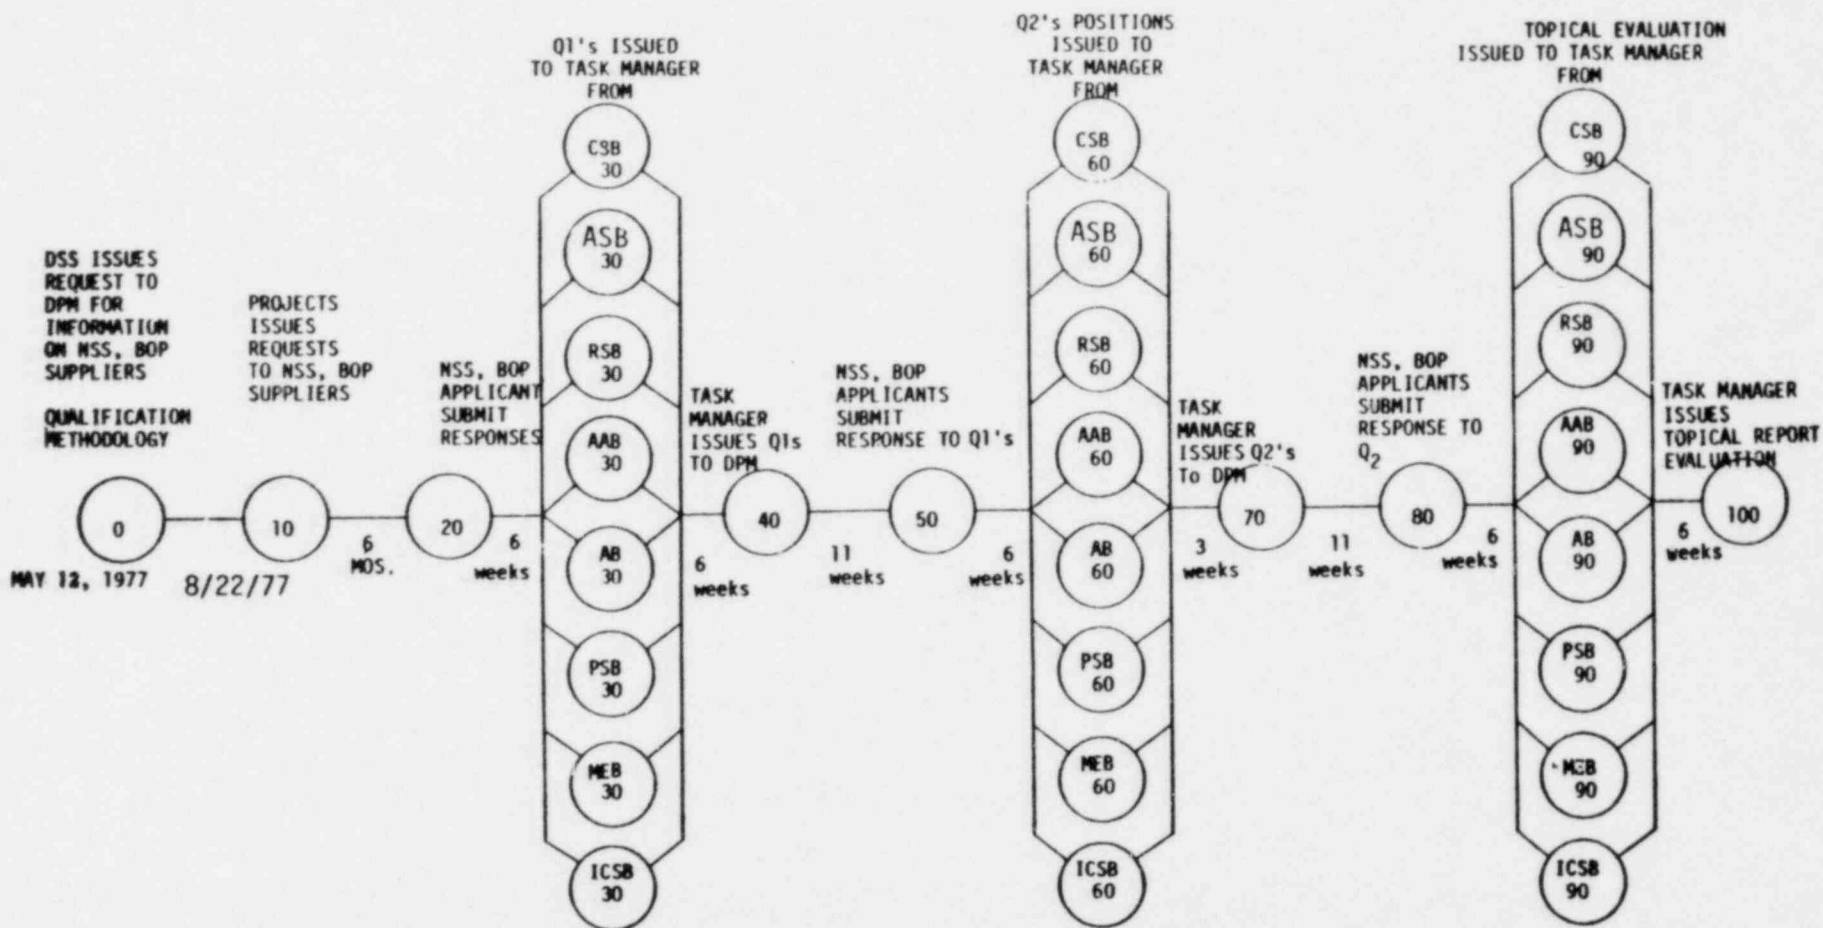 Q1's ISSUED
TO TASK MANAGER
FROM
Q2's POSITIONS
ISSUED TO
TASK MANAGER
FROM
TOPICAL EVALUATION
ISSUED TO TASK MANAGER
FROM
DSS ISSUES
REQUEST TO
DPM FOR
INFORMATION
ON NSS, BOP
SUPPLIERS
QUALIFICATION
METHODOLOGY
0
MAY 12, 1977
PROJECTS
ISSUES
REQUESTS
TO NSS, BOP
SUPPLIERS
10
8/22/77
6
MOS.
NSS, BOP
APPLICANT
SUBMIT
RESPONSES
20
6
weeks
CSB
30
ASB
30
RSB
30
AAB
30
AB
30
PSB
30
MEB
30
ICSB
30
TASK
MANAGER
ISSUES Q1s
TO DPM
6
weeks
40
11
weeks
NSS, BOP
APPLICANTS
SUBMIT
RESPONSE TO Q1's
50
6
weeks
CSB
60
ASB
60
RSB
60
AAB
60
AB
60
PSB
60
MEB
60
ICSB
60
TASK
MANAGER
ISSUES Q2's
To DPM
3
weeks
70
11
weeks
NSS, BOP
APPLICANTS
SUBMIT
RESPONSE TO
Q2
80
6
weeks
CSB
90
ASB
90
RSB
90
AAB
90
AB
90
PSB
90
MEB
90
ICSB
90
TASK MANAGER
ISSUES
TOPICAL REPORT
EVALUATION
6
weeks
100